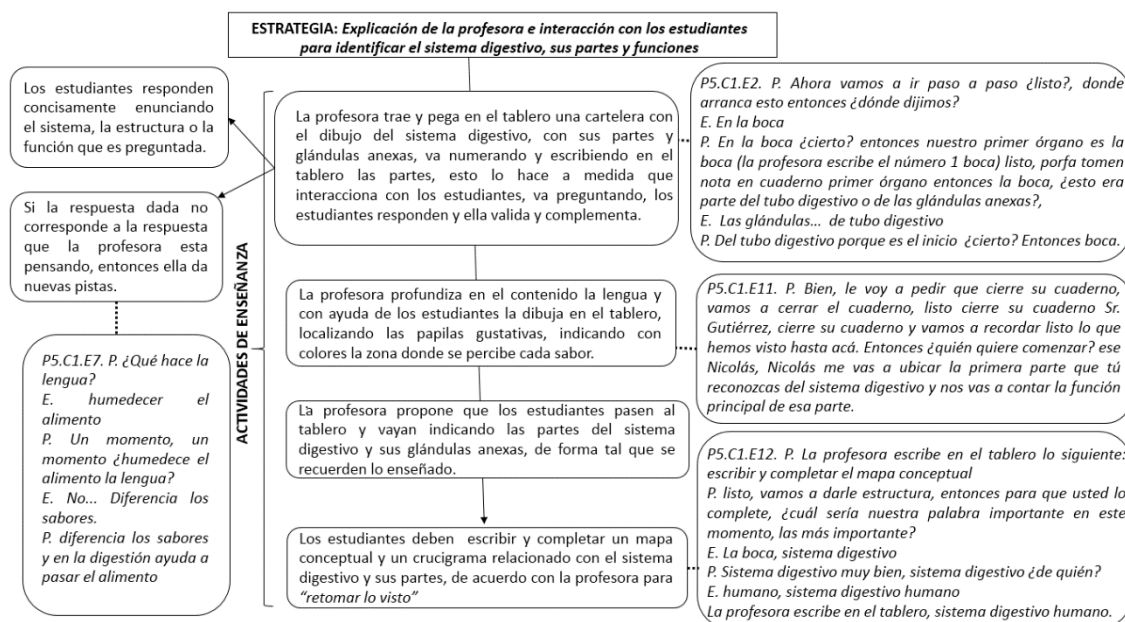 ESTRATEGIA: Explicación de la profesora e interacción con los estudiantes
para identificar el sistema digestivo, sus partes y funciones
Los estudiantes responden
concisamente enunciando
el sistema, la estructura o la
función que es preguntada.
Si la respuesta dada no
corresponde a la respuesta
que la profesora esta
pensando, entonces ella da
nuevas pistas.
P5.C1.E7. P. ¿Qué hace la
lengua?
E. humedecer el
alimento
P. Un momento, un
momento ¿humedece el
alimento la lengua?
E. No... Diferencia los
sabores.
P. diferencia los sabores
y en la digestión ayuda a
pasar el alimento
ACTIVIDADES DE ENSEÑANZA
La profesora trae y pega en el tablero una cartelera con
el dibujo del sistema digestivo, con sus partes y
glándulas anexas, va numerando y escribiendo en el
tablero las partes, esto lo hace a medida que
interacciona con los estudiantes, va preguntando, los
estudiantes responden y ella valida y complementa.
La profesora profundiza en el contenido la lengua y
con ayuda de los estudiantes la dibuja en el tablero,
localizando las papilas gustativas, indicando con
colores la zona donde se percibe cada sabor.
La profesora propone que los estudiantes pasen al
tablero y vayan indicando las partes del sistema
digestivo y sus glándulas anexas, de forma tal que se
recuerden lo enseñado.
Los estudiantes deben escribir y completar un mapa
conceptual y un crucigrama relacionado con el sistema
digestivo y sus partes, de acuerdo con la profesora para
“retomar lo visto”
P5.C1.E2. P. Ahora vamos a ir paso a paso ¿listo?, donde
arranca esto entonces ¿dónde dijimos?
E. En la boca
P. En la boca ¿cierto? entonces nuestro primer órgano es la
boca (la profesora escribe el número 1 boca) listo, porfa tomen
nota en cuaderno primer órgano entonces la boca, ¿esto era
parte del tubo digestivo o de las glándulas anexas?,
E. Las glándulas... de tubo digestivo
P. Del tubo digestivo porque es el inicio ¿cierto? Entonces boca.
P5.C1.E11. P. Bien, le voy a pedir que cierre su cuaderno,
vamos a cerrar el cuaderno, listo cierre su cuaderno Sr.
Gutiérrez, cierre su cuaderno y vamos a recordar listo lo que
hemos visto hasta acá. Entonces ¿quién quiere comenzar? ese
Nicolás, Nicolás me vas a ubicar la primera parte que tú
reconozcas del sistema digestivo y nos vas a contar la función
principal de esa parte.
P5.C1.E12. P. La profesora escribe en el tablero lo siguiente:
escribir y completar el mapa conceptual
P. listo, vamos a darle estructura, entonces para que usted lo
complete, ¿cuál sería nuestra palabra importante en este
momento, las más importante?
E. La boca, sistema digestivo
P. Sistema digestivo muy bien, sistema digestivo ¿de quién?
E. humano, sistema digestivo humano
La profesora escribe en el tablero, sistema digestivo humano.